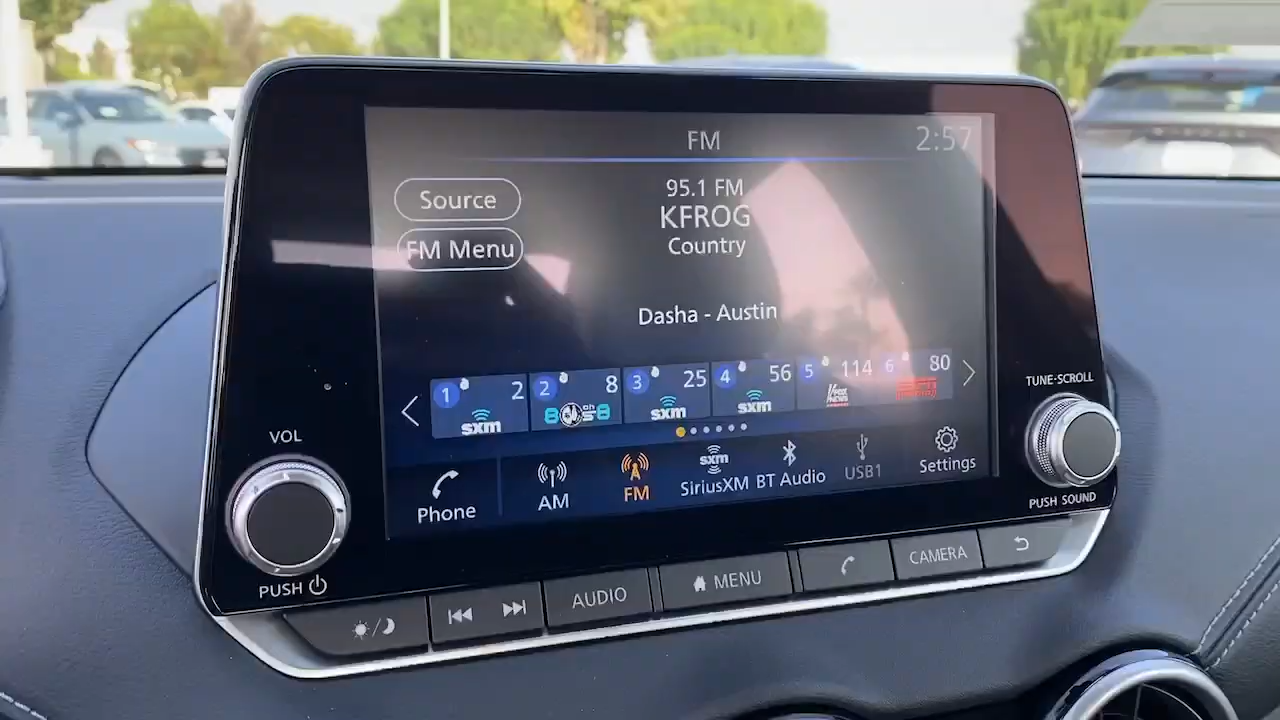 FM
2:57
Source
FM Menu
95.1 FM
KFROG
Country
Dasha - Austin
1 2 sxm
2 8
3 25 sxm
4 56 sxm
5 114 FOX NEWS
6 80
Phone
AM
FM
sxm SiriusXM
BT Audio
USB1
Settings
VOL
PUSH
TUNE·SCROLL
PUSH SOUND
AUDIO
MENU
CAMERA